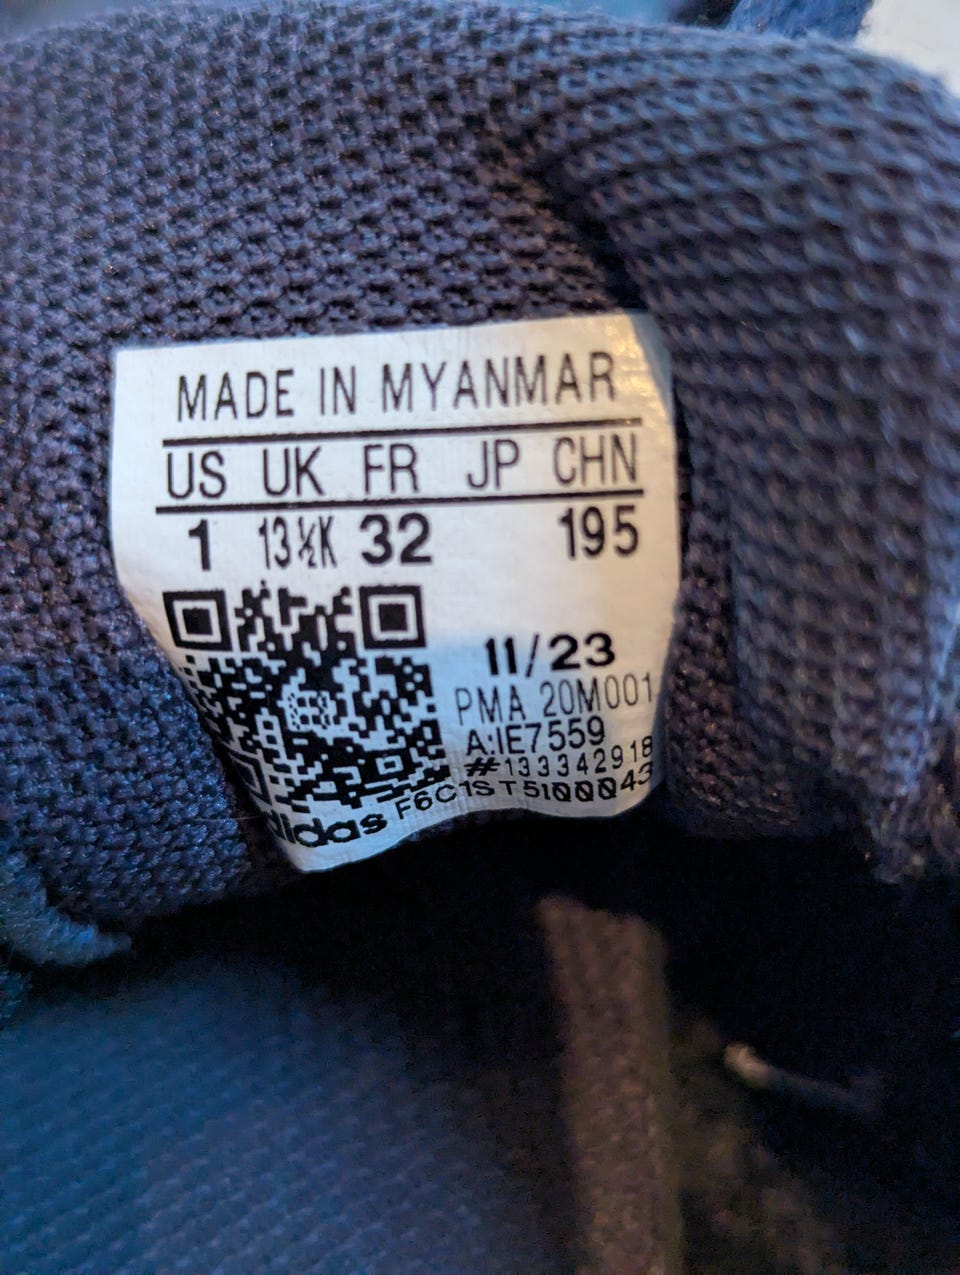 MADE IN MYANMAR
US UK FR JP CHN
1 13½K 32 195
11/23
PMA 20M001
A:IE7559
#133342918
F6C1ST5100043
adidas